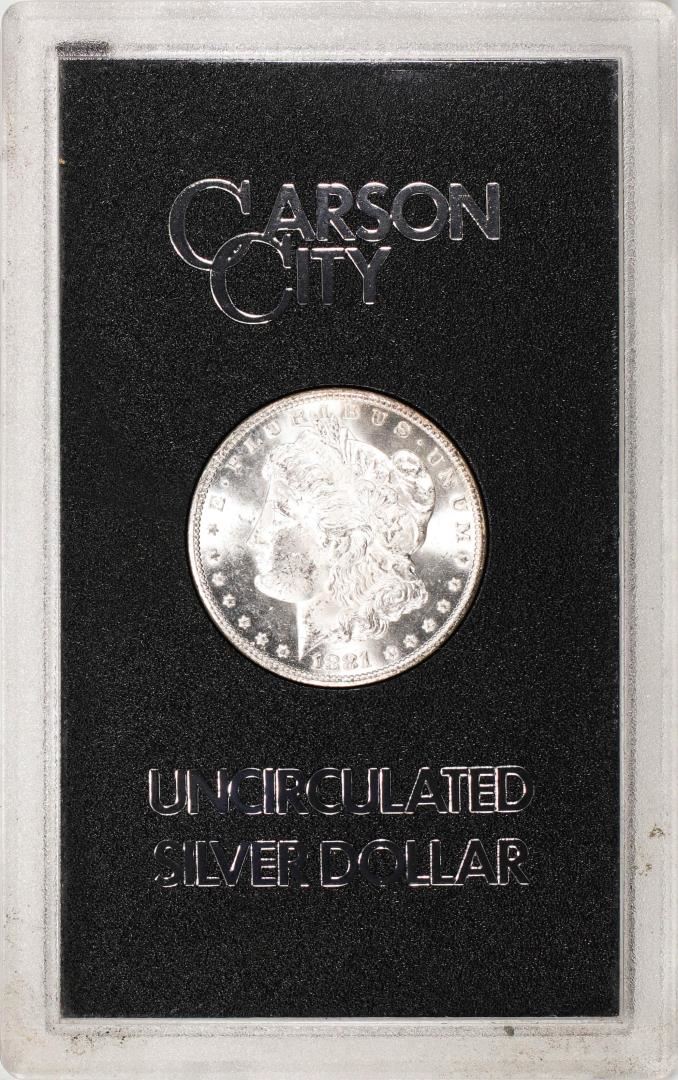 CARSON
CITY
E·PLURIBUS·UNUM
1881
UNCIRCULATED
SILVER DOLLAR